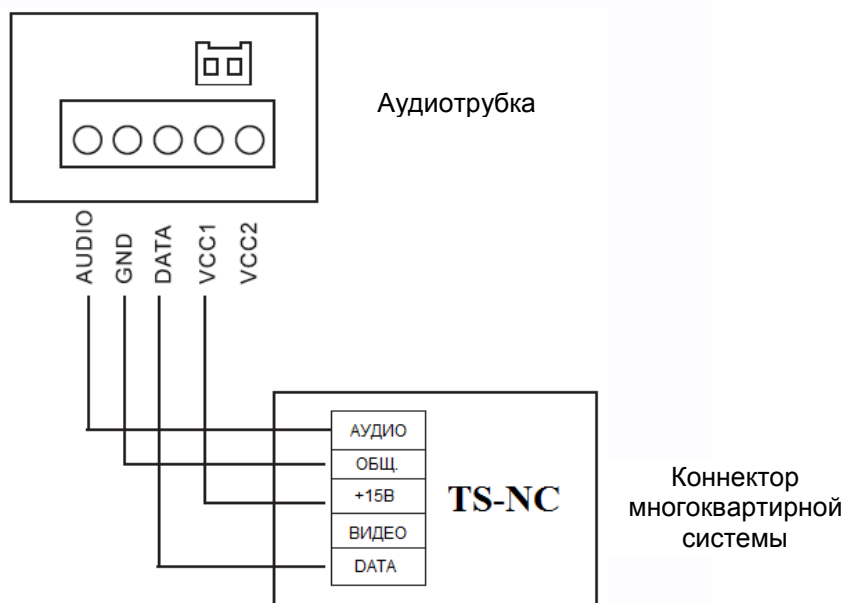 Аудиотрубка
AUDIO
GND
DATA
VCC1
VCC2
АУДИО
ОБЩ.
+15В
ВИДЕО
DATA
TS-NC
Коннектор
многоквартирной
системы